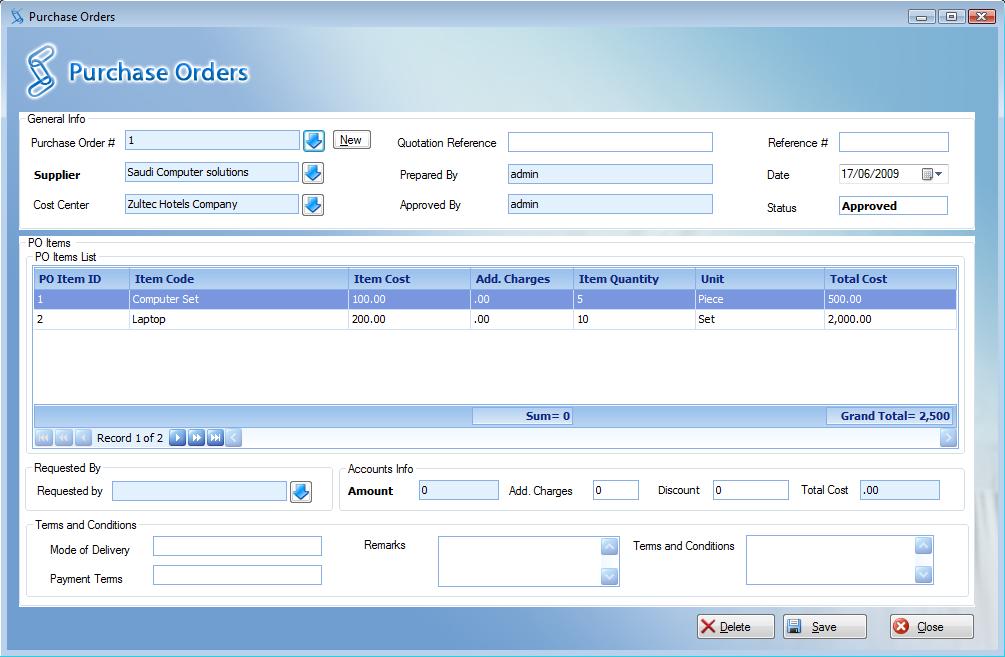 Purchase Orders
Purchase Orders
General Info
Purchase Order # 1 New Quotation Reference Reference #
Supplier Saudi Computer solutions Prepared By admin Date 17/06/2009
Cost Center Zultec Hotels Company Approved By admin Status Approved
PO Items
PO Items List
PO Item ID Item Code Item Cost Add. Charges Item Quantity Unit Total Cost
1 Computer Set 100.00 .00 5 Piece 500.00
2 Laptop 200.00 .00 10 Set 2,000.00
Sum= 0 Grand Total= 2,500
Record 1 of 2
Requested By Accounts Info
Requested by Amount 0 Add. Charges 0 Discount 0 Total Cost .00
Terms and Conditions
Mode of Delivery Remarks Terms and Conditions
Payment Terms
Delete Save Close